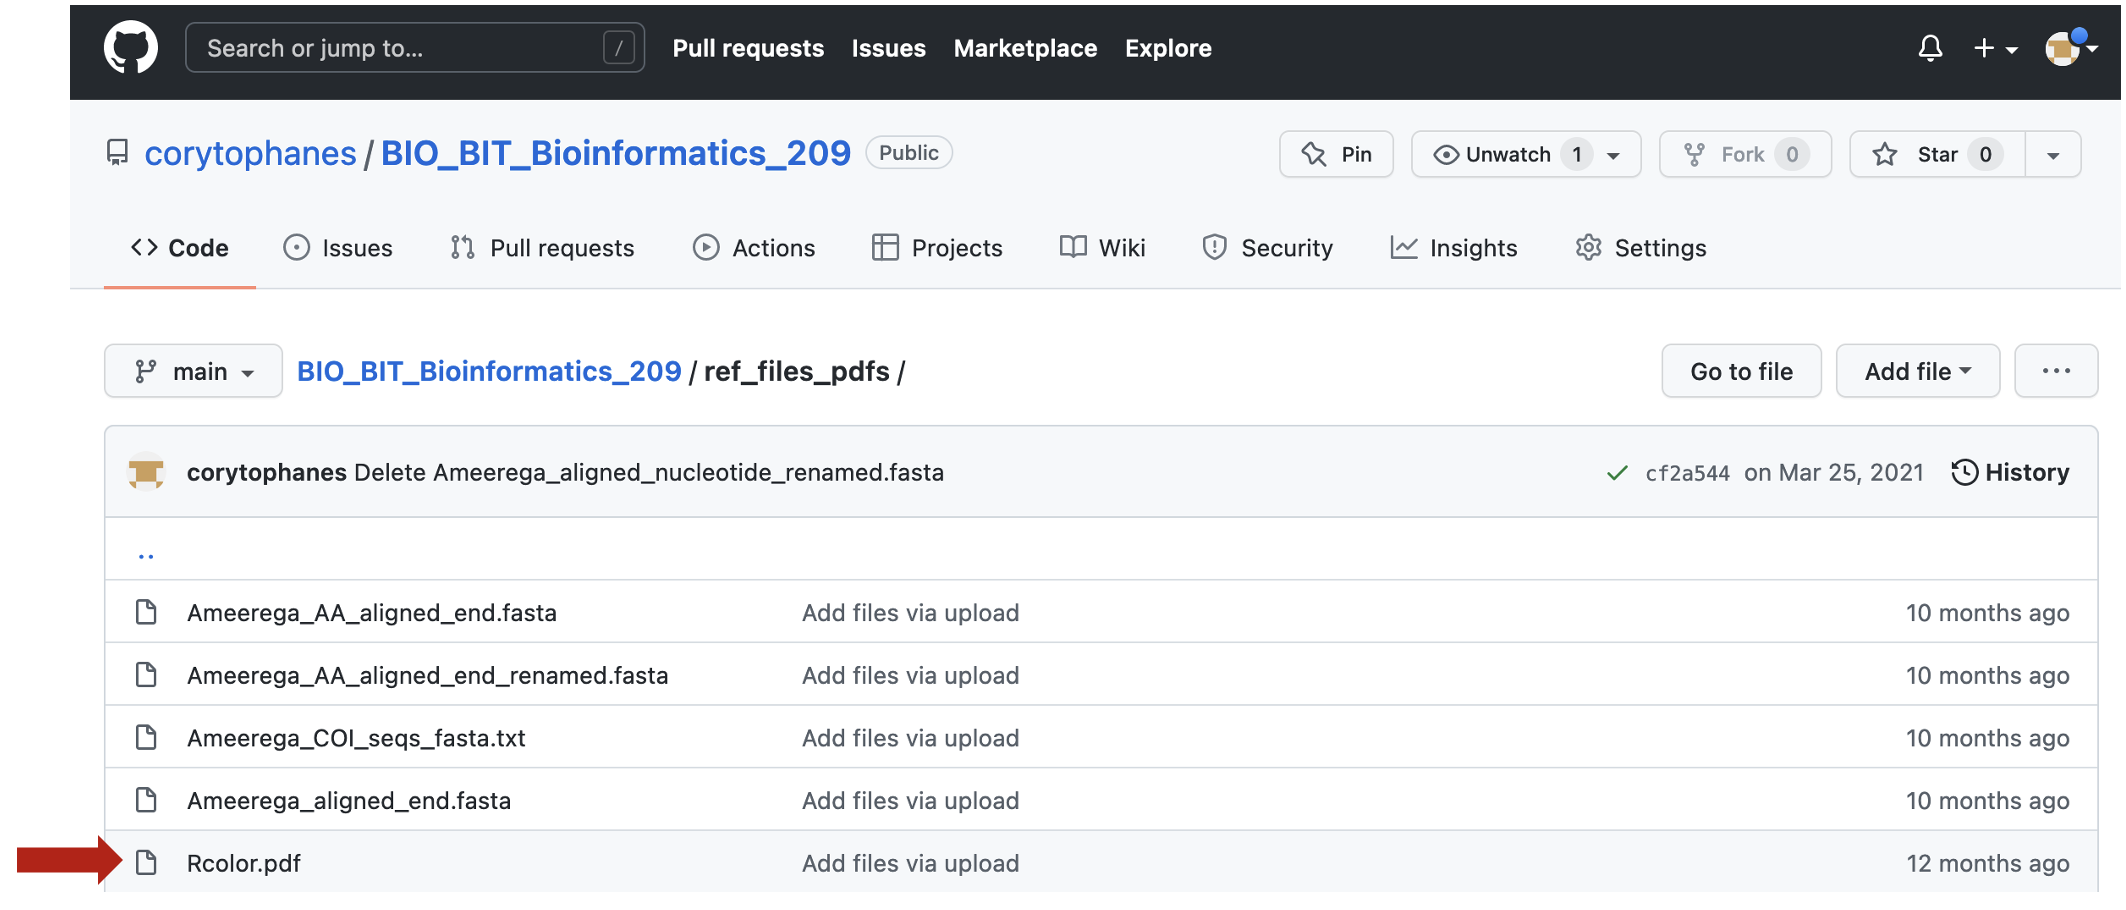 Search or jump to... / Pull requests Issues Marketplace Explore
corytophanes / BIO_BIT_Bioinformatics_209 Public Pin Unwatch 1 Fork 0 Star 0
Code Issues Pull requests Actions Projects Wiki Security Insights Settings
main BIO_BIT_Bioinformatics_209 / ref_files_pdfs / Go to file Add file ...
corytophanes Delete Ameerega_aligned_nucleotide_renamed.fasta cf2a544 on Mar 25, 2021 History
..
Ameerega_AA_aligned_end.fasta Add files via upload 10 months ago
Ameerega_AA_aligned_end_renamed.fasta Add files via upload 10 months ago
Ameerega_COI_seqs_fasta.txt Add files via upload 10 months ago
Ameerega_aligned_end.fasta Add files via upload 10 months ago
Rcolor.pdf Add files via upload 12 months ago